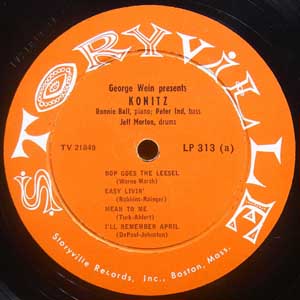 STORYVILLE
George Wein presents
KONITZ
Ronnie Ball, piano; Peter Ind, bass
Jeff Morton, drums
TV 21849
LP 313 (a)
BOP GOES THE LEESEL
(Warne Marsh)
EASY LIVIN'
(Robbins-Rainger)
MEAN TO ME
(Turk-Ahlert)
I'LL REMEMBER APRIL
(DePaul-Johnston)
Storyville Records, Inc., Boston, Mass.